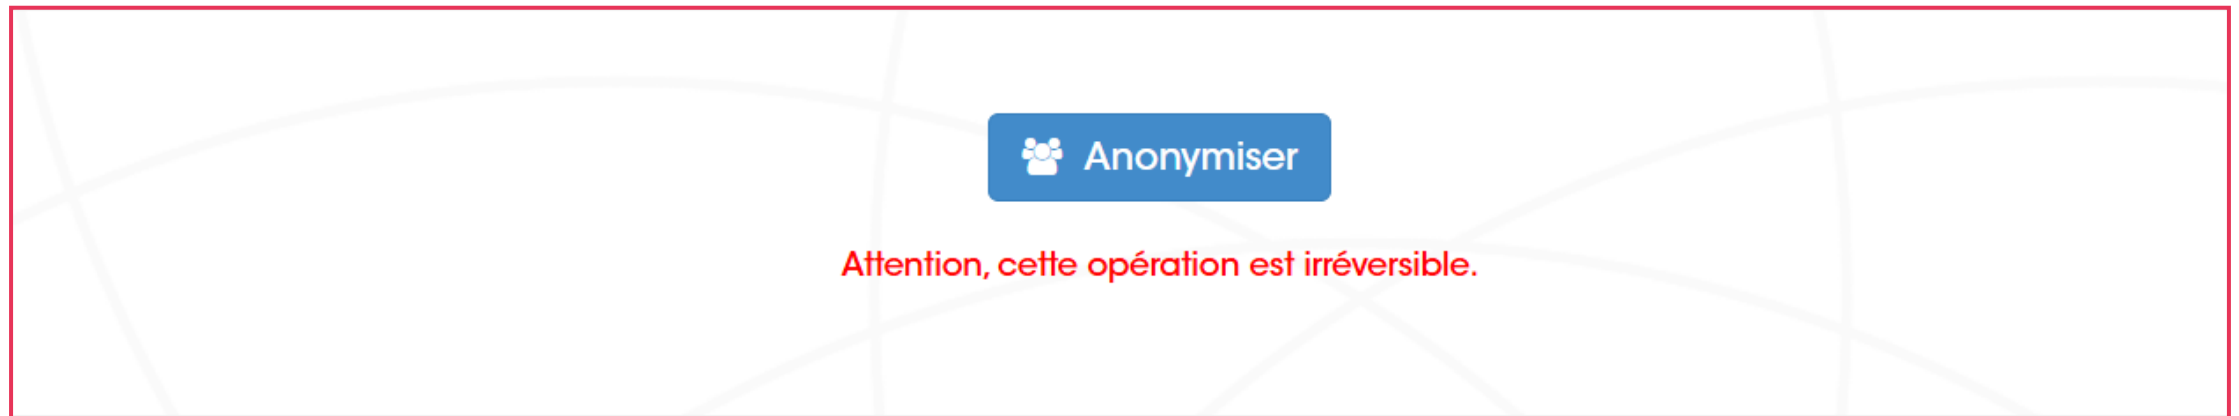 Anonymiser
Attention, cette opération est irréversible.